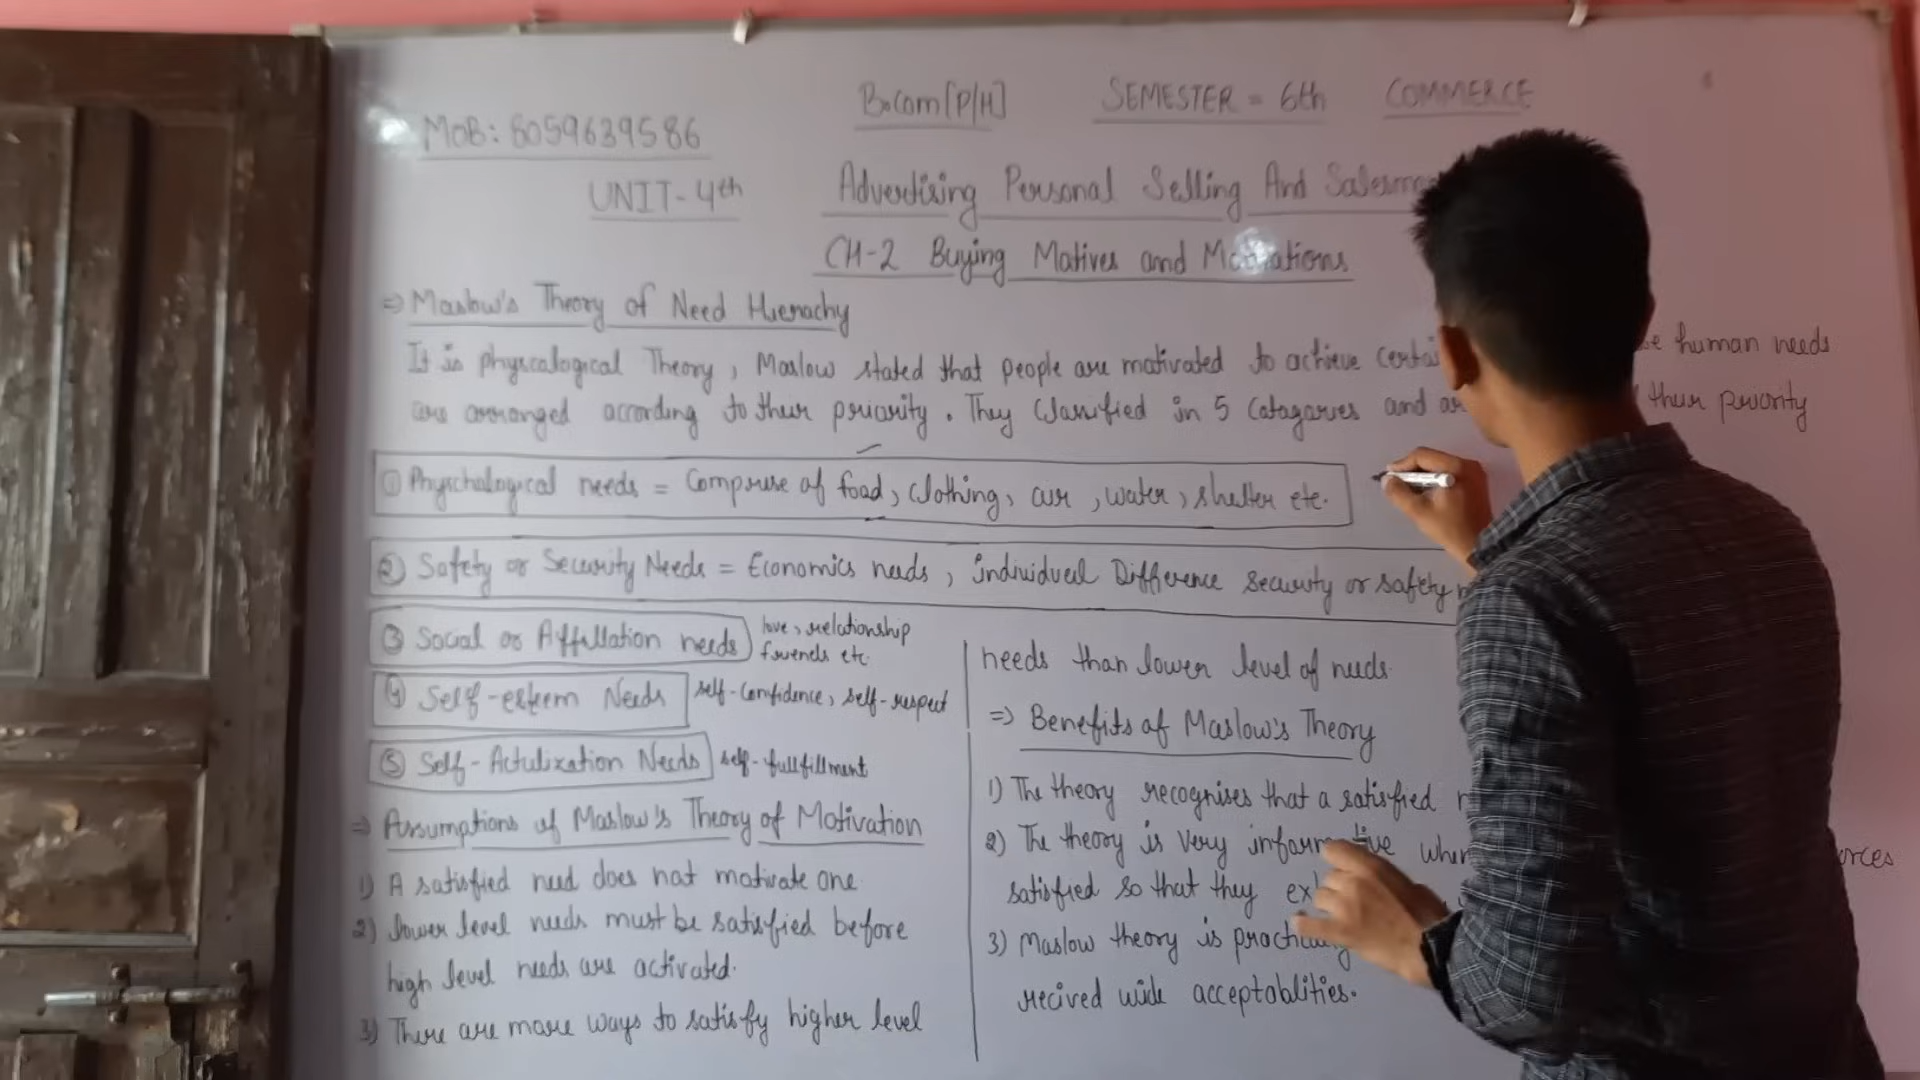 B.Com [P/H] SEMESTER = 6th COMMERCE
MOB: 8059639586
UNIT-4th Advertising Personal Selling And
CH-2 Buying Motives and
⇒ Maslow's Theory of Need Hierachy
It is physcalogical Theory, Maslow stated that people are motivated to achieve human needs
are arranged according to their priority. They Classified in 5 Catagaries and their priority
① Physchalogical needs = Comprise of food, clothing, air, water, shelter etc.
② Safety or Security Needs = Economics needs, individual Difference security or safety
③ Social or Affillation needs love, relationship
friends etc
④ Self-esteem Needs self-confidence, self-respect
⑤ Self-Actulixation Needs self-fullfillment
⇒ Assumptions of Maslow's Theory of Motivation
1) A satisfied need does not motivate one
2) lower level needs must be satisfied before
high level needs are activated.
3) There are more ways to satisfy higher level
needs than lower level of needs.
⇒ Benefits of Maslow's Theory
1) The theory recognises that a satisfied
2) The theory is very
satisfied so that they
3) Maslow theory is
recived wide acceptablities.